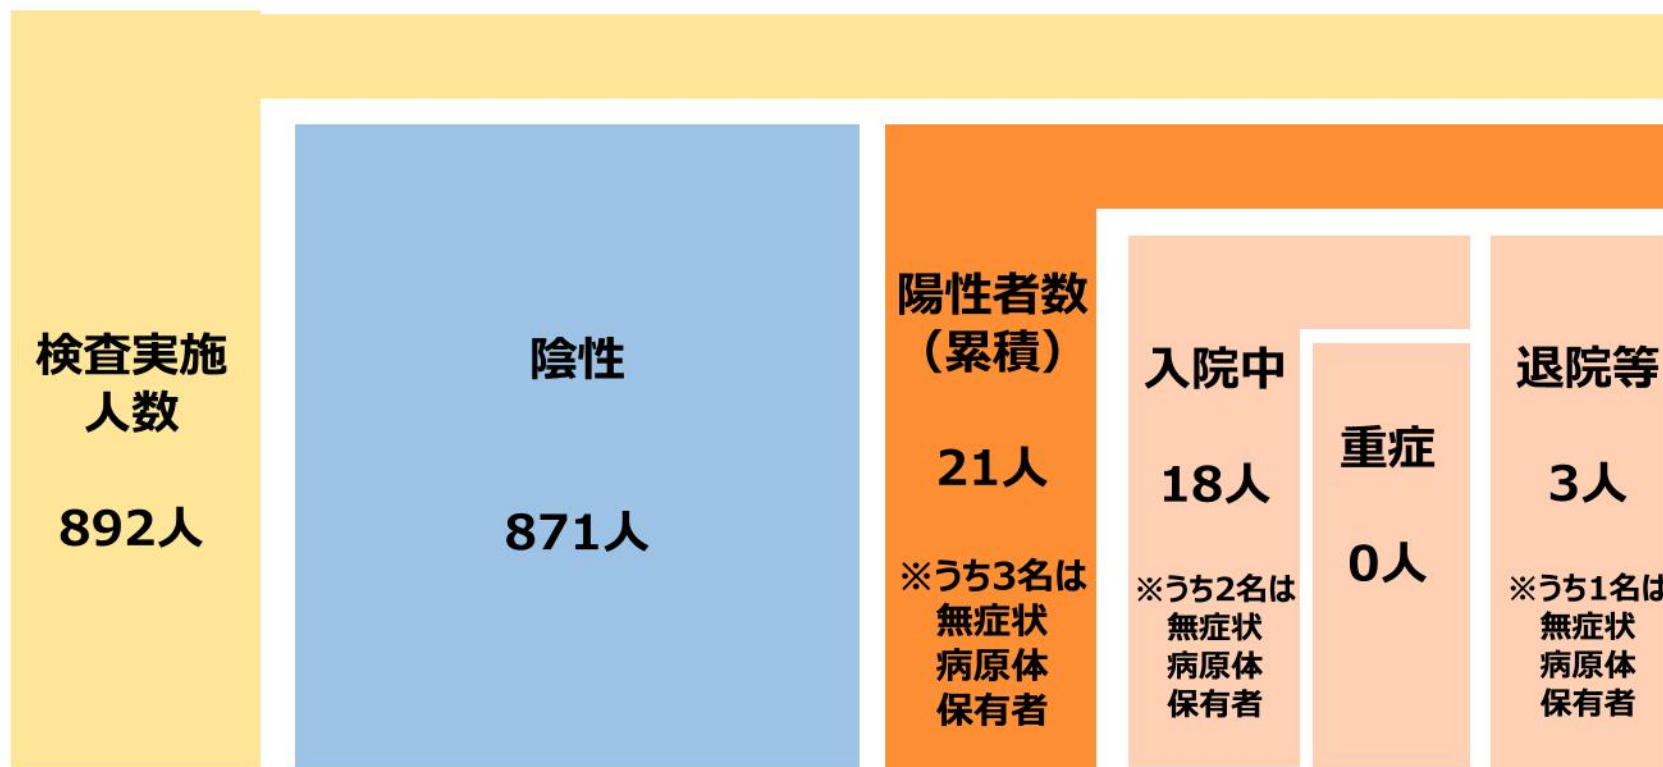 検査実施
人数
892人
陰性
871人
陽性者数
（累積）
21人
※うち3名は
無症状
病原体
保有者
入院中
18人
※うち2名は
無症状
病原体
保有者
重症
0人
退院等
3人
※うち1名は
無症状
病原体
保有者